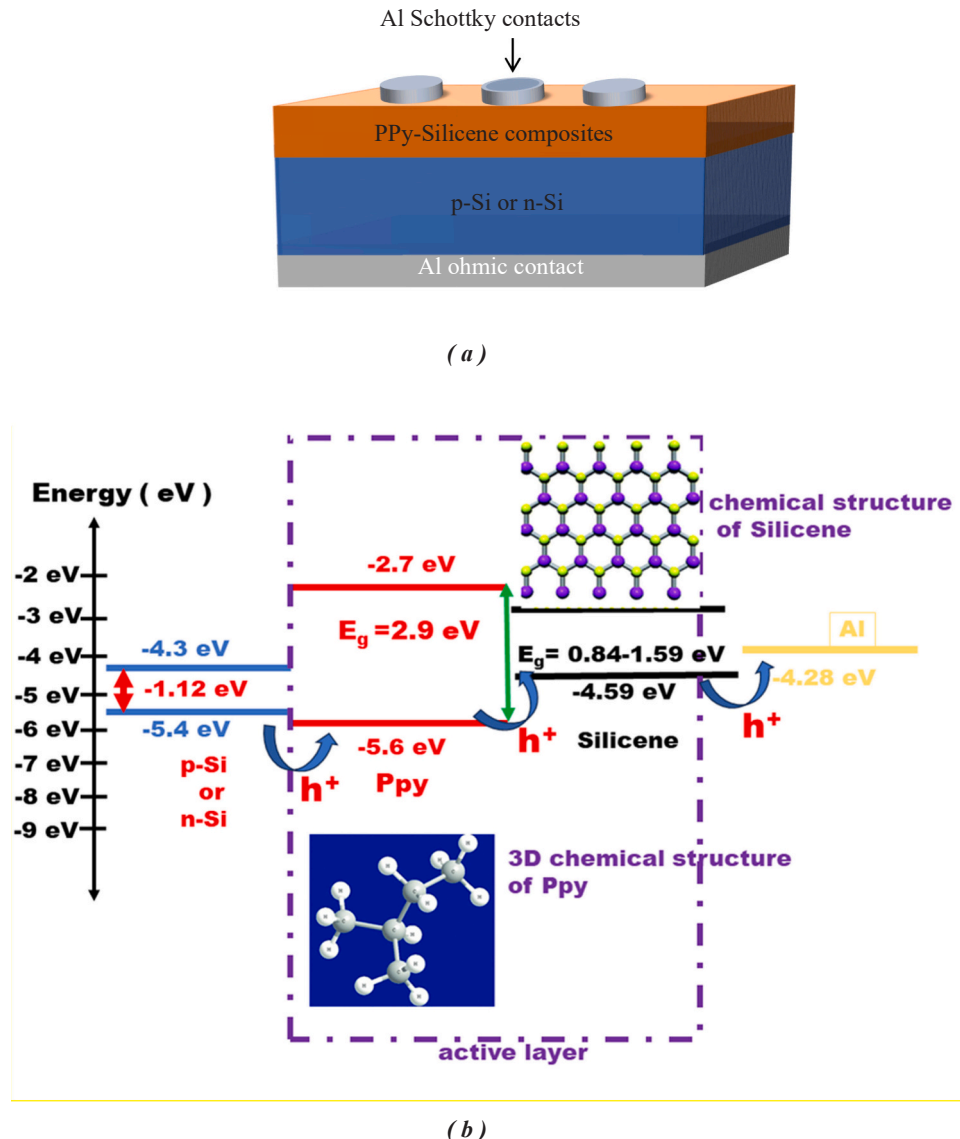 Al Schottky contacts
PPy-Silicene composites
p-Si or n-Si
Al ohmic contact
( a )
Energy ( eV )
-2 eV
-3 eV
-4 eV
-5 eV
-6 eV
-7 eV
-8 eV
-9 eV
-4.3 eV
-1.12 eV
-5.4 eV
p-Si
or
n-Si
h+
-2.7 eV
Eg =2.9 eV
-5.6 eV
Ppy
h+
chemical structure
of Silicene
Eg= 0.84-1.59 eV
-4.59 eV
Silicene
h+
Al
-4.28 eV
3D chemical structure
of Ppy
active layer
( b )